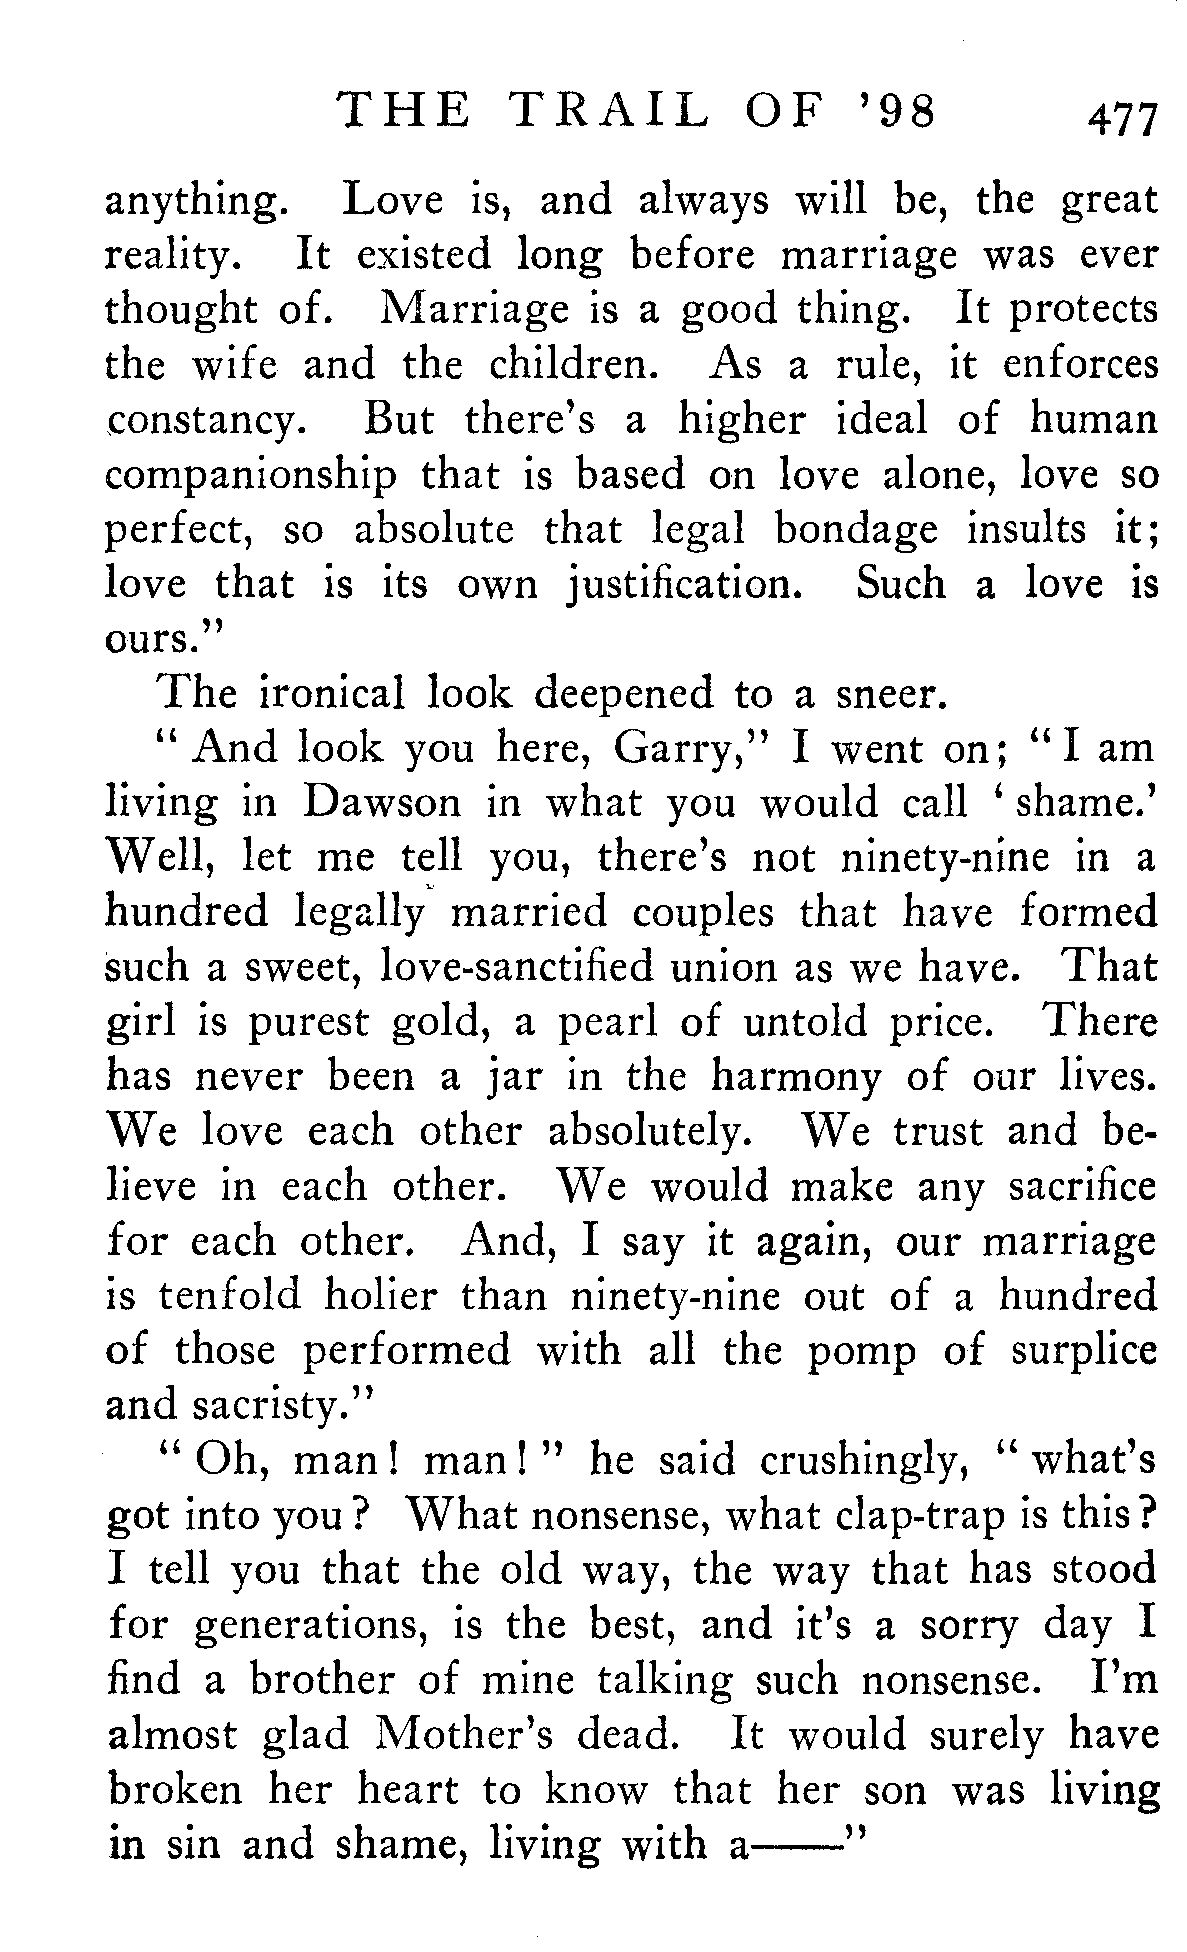 THE TRAIL OF '98 477
anything. Love is, and always will be, the great
reality. It existed long before marriage was ever
thought of. Marriage is a good thing. It protects
the wife and the children. As a rule, it enforces
constancy. But there's a higher ideal of human
companionship that is based on love alone, love so
perfect, so absolute that legal bondage insults it;
love that is its own justification. Such a love is
ours."
The ironical look deepened to a sneer.
" And look you here, Garry," I went on; " I am
living in Dawson in what you would call ' shame.'
Well, let me tell you, there's not ninety-nine in a
hundred legally married couples that have formed
such a sweet, love-sanctified union as we have. That
girl is purest gold, a pearl of untold price. There
has never been a jar in the harmony of our lives.
We love each other absolutely. We trust and be-
lieve in each other. We would make any sacrifice
for each other. And, I say it again, our marriage
is tenfold holier than ninety-nine out of a hundred
of those performed with all the pomp of surplice
and sacristy."
" Oh, man! man! " he said crushingly, " what's
got into you? What nonsense, what clap-trap is this?
I tell you that the old way, the way that has stood
for generations, is the best, and it's a sorry day I
find a brother of mine talking such nonsense. I'm
almost glad Mother's dead. It would surely have
broken her heart to know that her son was living
in sin and shame, living with a——"